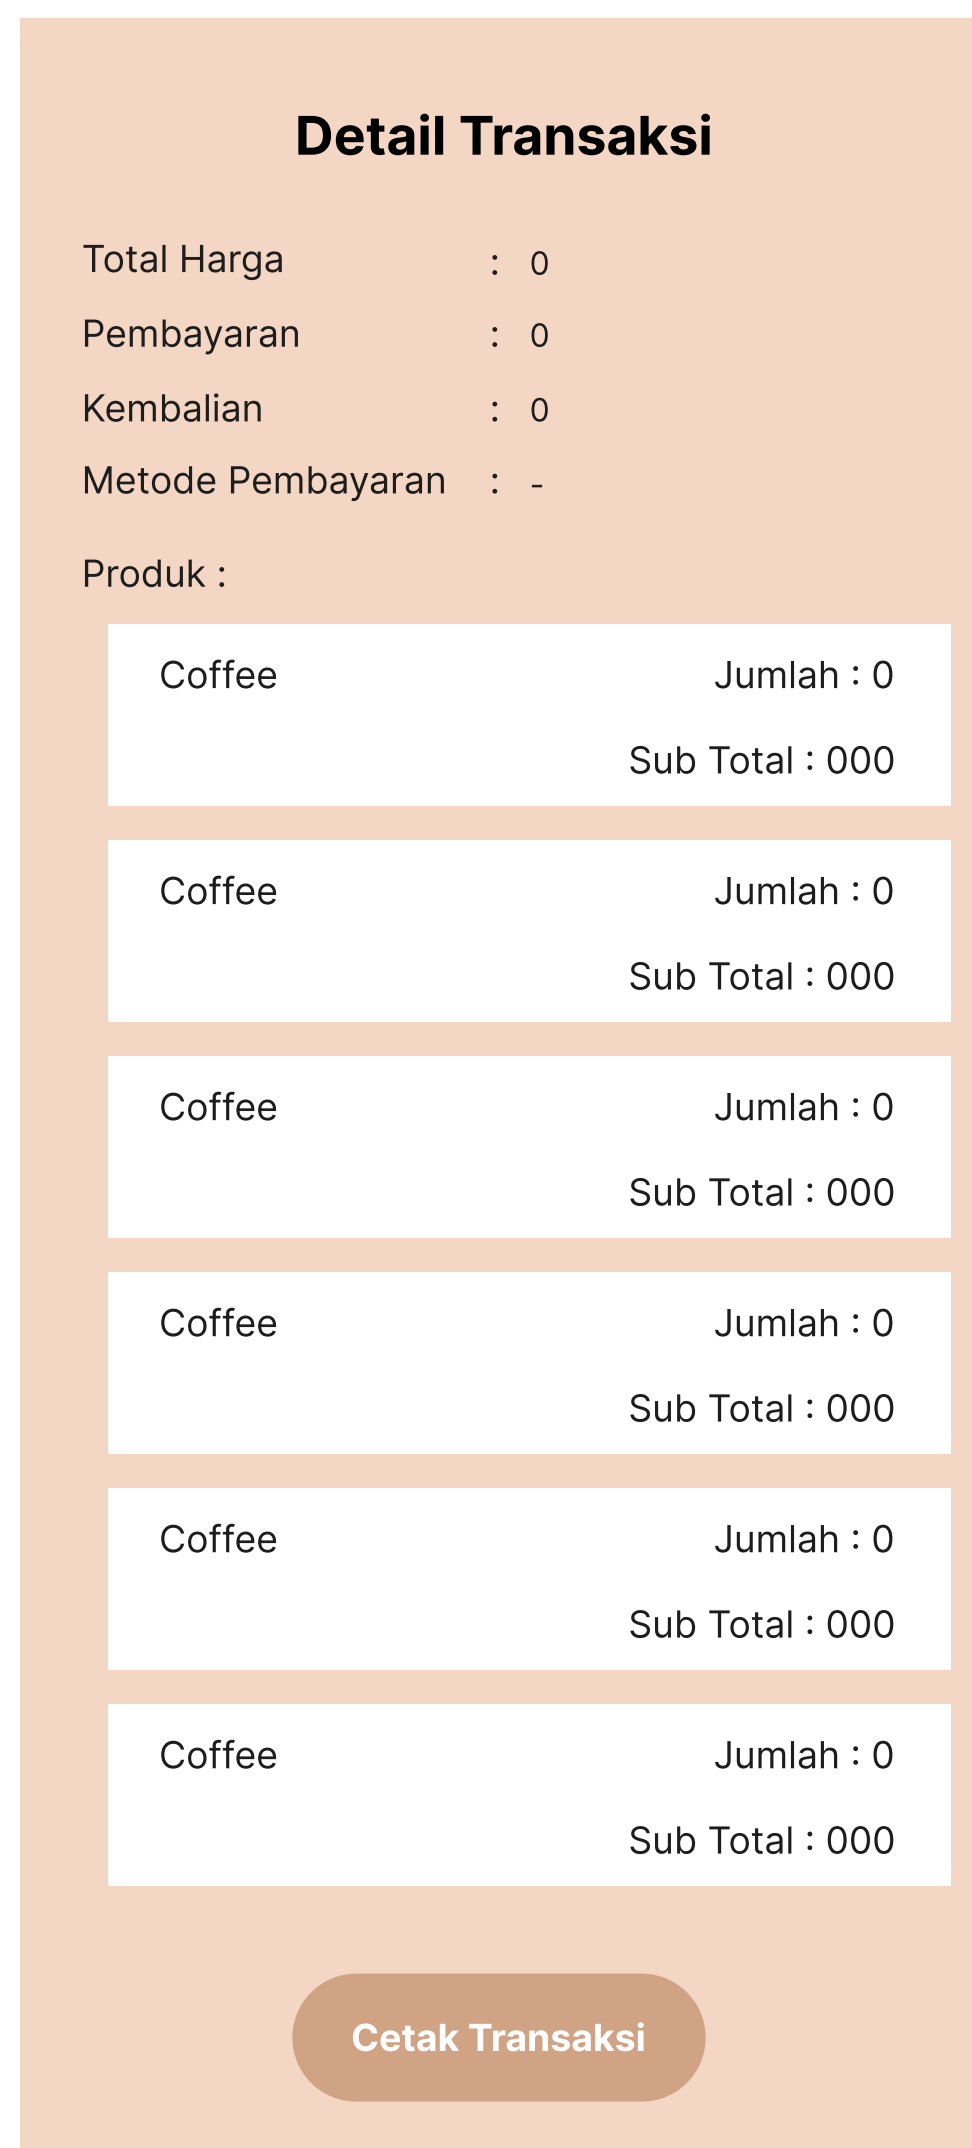 Detail Transaksi
Total Harga : 0
Pembayaran : 0
Kembalian : 0
Metode Pembayaran : -
Produk :
Coffee Jumlah : 0
Sub Total : 000
Coffee Jumlah : 0
Sub Total : 000
Coffee Jumlah : 0
Sub Total : 000
Coffee Jumlah : 0
Sub Total : 000
Coffee Jumlah : 0
Sub Total : 000
Coffee Jumlah : 0
Sub Total : 000
Cetak Transaksi